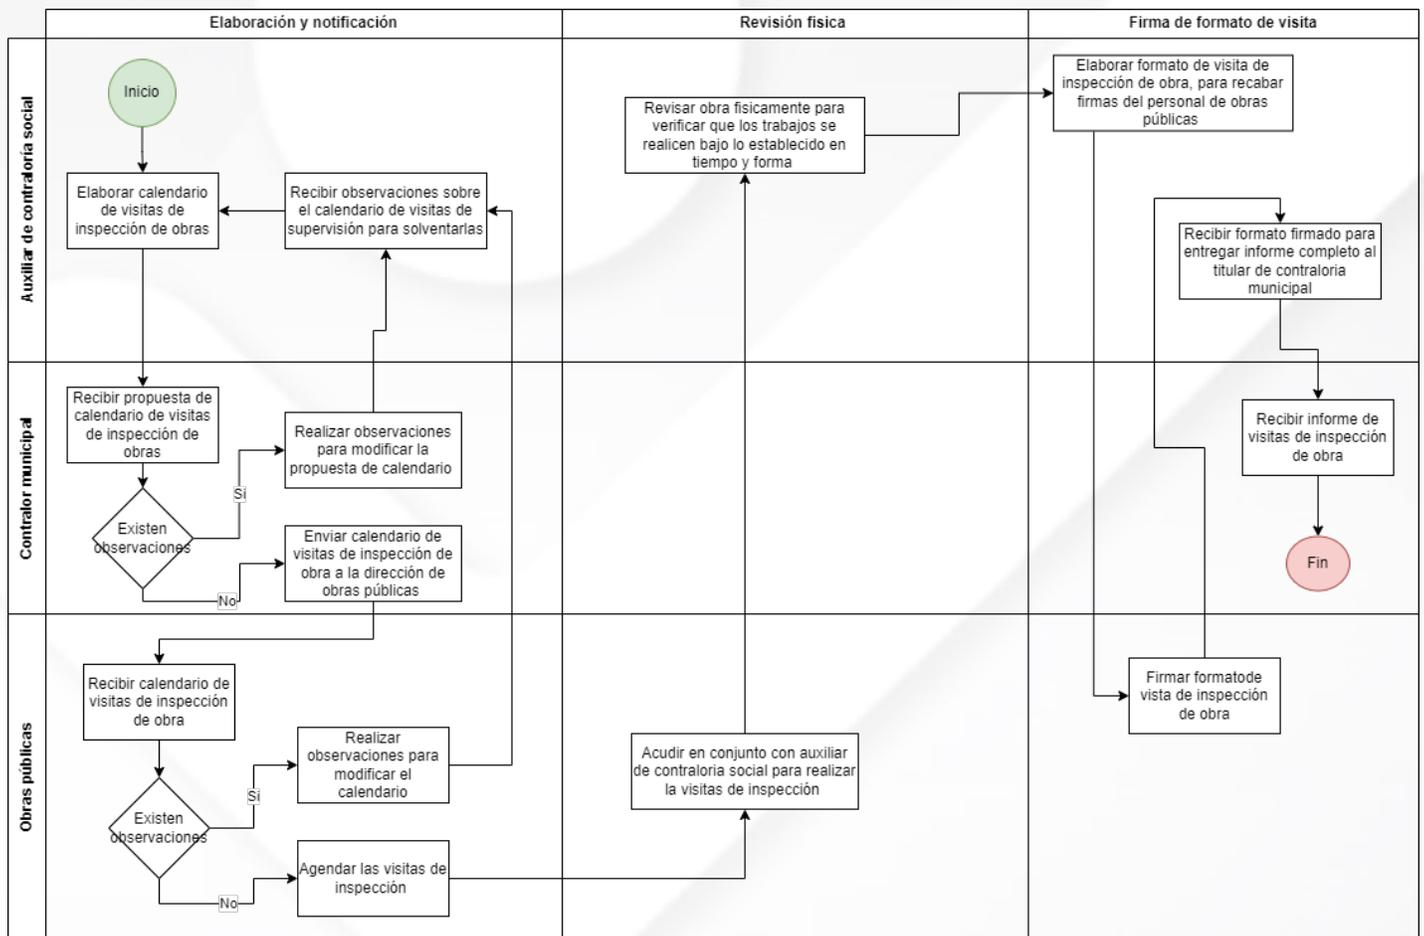 Elaboración y notificación
Revisión fisica
Firma de formato de visita
Auxiliar de contraloría social
Inicio
Elaborar calendario
de visitas de
inspección de obras
Recibir observaciones sobre
el calendario de visitas de
supervisión para solventarlas
Revisar obra fisicamente para
verificar que los trabajos se
realicen bajo lo establecido en
tiempo y forma
Elaborar formato de visita de
inspección de obra, para recabar
firmas del personal de obras
públicas
Recibir formato firmado para
entregar informe completo al
titular de contraloria
municipal
Contralor municipal
Recibir propuesta de
calendario de visitas
de inspección de
obras
Existen
observaciones
Si
No
Realizar observaciones
para modificar la
propuesta de calendario
Enviar calendario de
visitas de inspección de
obra a la dirección de
obras públicas
Recibir informe de
visitas de inspección
de obra
Fin
Obras públicas
Recibir calendario de
visitas de inspección
de obra
Existen
observaciones
Si
No
Realizar
observaciones para
modificar el
calendario
Agendar las visitas de
inspección
Acudir en conjunto con auxiliar
de contraloria social para realizar
la visitas de inspección
Firmar formatode
vista de inspección
de obra